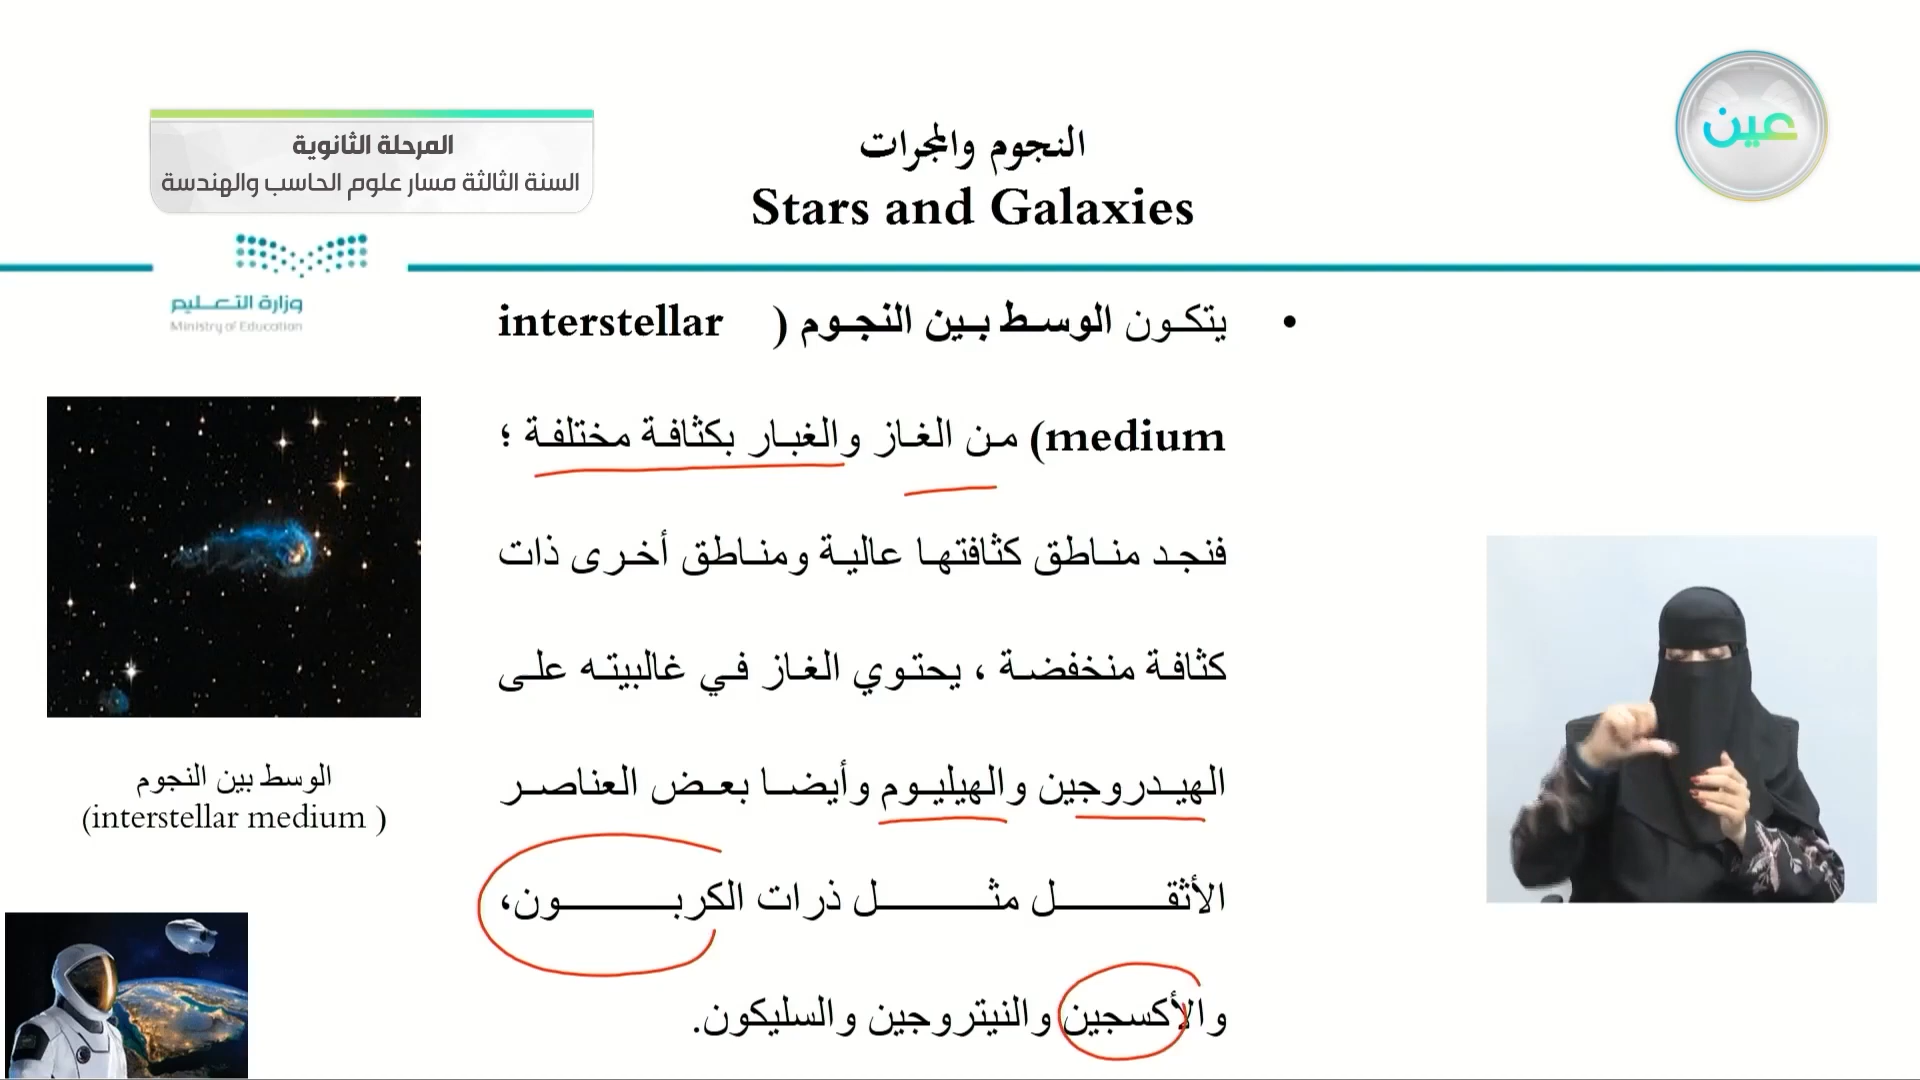 المرحلة الثانوية
السنة الثالثة مسار علوم الحاسب والهندسة
النجوم والمجرات
Stars and Galaxies
عين
وزارة التعليم
Ministry of Education
• يتكون الوسط بين النجوم ( interstellar
medium) من الغاز والغبار بكثافة مختلفة ؛
فنجد مناطق كثافتها عالية ومناطق أخرى ذات
كثافة منخفضة ، يحتوي الغاز في غالبيته على
الهيدروجين والهيليوم وأيضا بعض العناصر
الأثقل مثل ذرات الكربون،
والأكسجين والنيتروجين والسليكون.
الوسط بين النجوم
(interstellar medium )